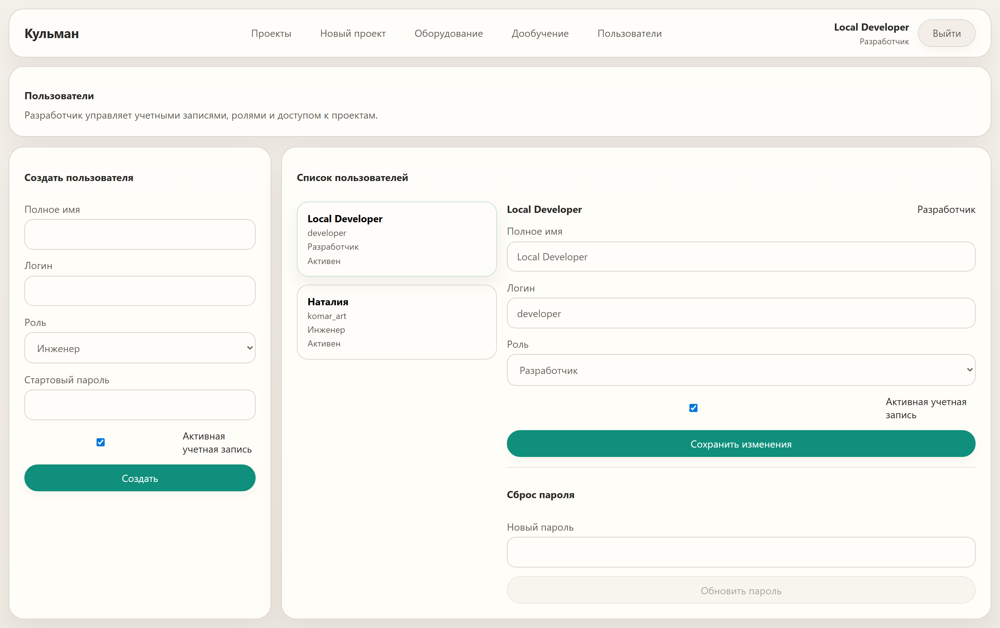 Кульман
Проекты
Новый проект
Оборудование
Дообучение
Пользователи
Local Developer
Разработчик
Выйти
Пользователи
Разработчик управляет учетными записями, ролями и доступом к проектам.
Создать пользователя
Полное имя
Логин
Роль
Инженер
Стартовый пароль
Активная
учетная запись
Создать
Список пользователей
Local Developer
developer
Разработчик
Активен
Наталия
komar_art
Инженер
Активен
Local Developer
Разработчик
Полное имя
Local Developer
Логин
developer
Роль
Разработчик
Активная учетная
запись
Сохранить изменения
Сброс пароля
Новый пароль
Обновить пароль